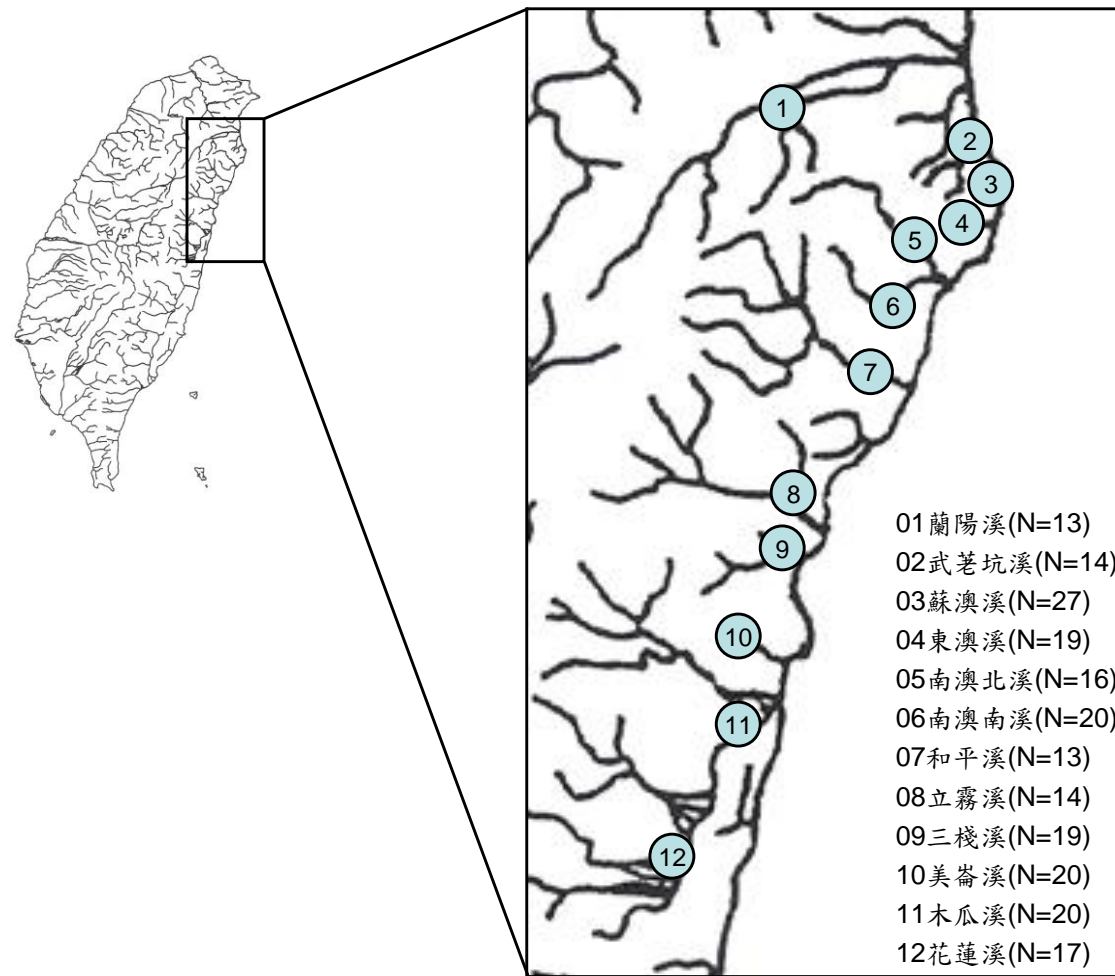 1
2
3
4
5
6
7
8
9
10
11
12
01蘭陽溪(N=13)
02武荖坑溪(N=14)
03蘇澳溪(N=27)
04東澳溪(N=19)
05南澳北溪(N=16)
06南澳南溪(N=20)
07和平溪(N=13)
08立霧溪(N=14)
09三棧溪(N=19)
10美崙溪(N=20)
11木瓜溪(N=20)
12花蓮溪(N=17)